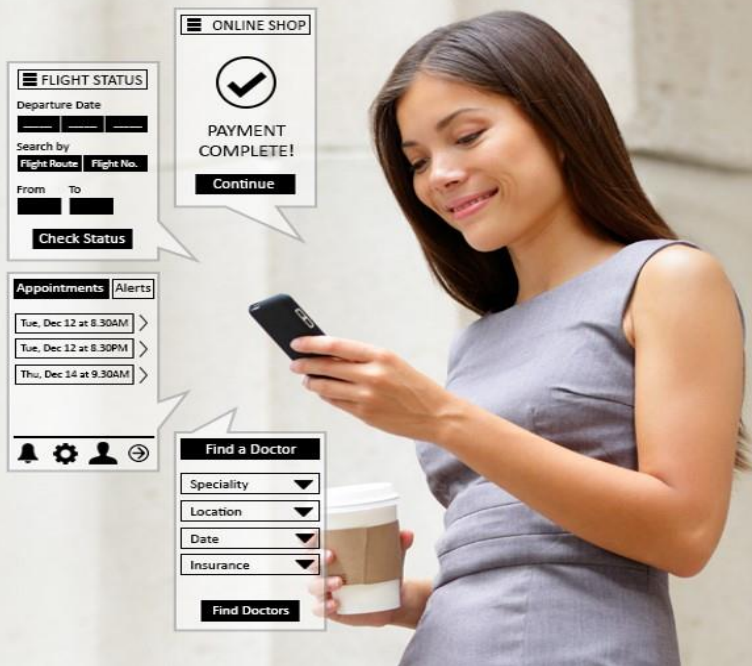 ONLINE SHOP
PAYMENT
COMPLETE!
Continue
FLIGHT STATUS
Departure Date
Search by
Flight Route Flight No.
From To
Check Status
Appointments Alerts
Tue, Dec 12 at 8.30AM
Tue, Dec 12 at 8.30PM
Thu, Dec 14 at 9.30AM
Find a Doctor
Speciality
Location
Date
Insurance
Find Doctors